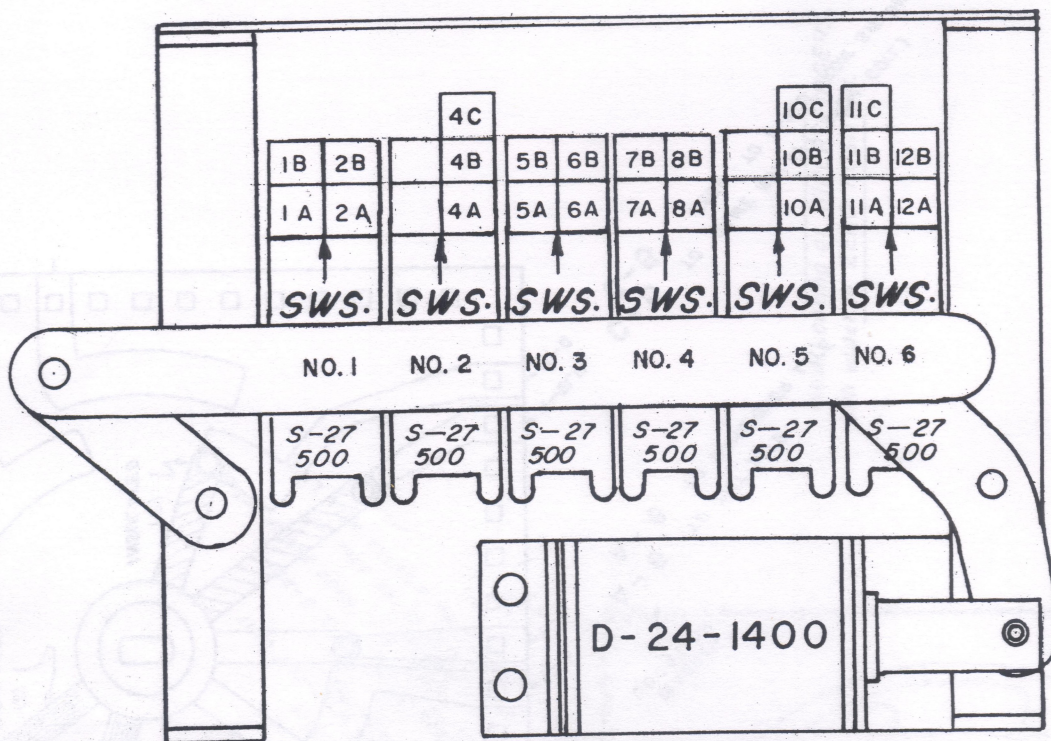 4C 10C 11C
1B 2B 4B 5B 6B 7B 8B 10B 11B 12B
1A 2A 4A 5A 6A 7A 8A 10A 11A 12A
SWS. SWS. SWS. SWS. SWS. SWS.
NO. 1 NO. 2 NO. 3 NO. 4 NO. 5 NO. 6
S-27 S-27 S-27 S-27 S-27 S-27
500 500 500 500 500 500
D-24-1400